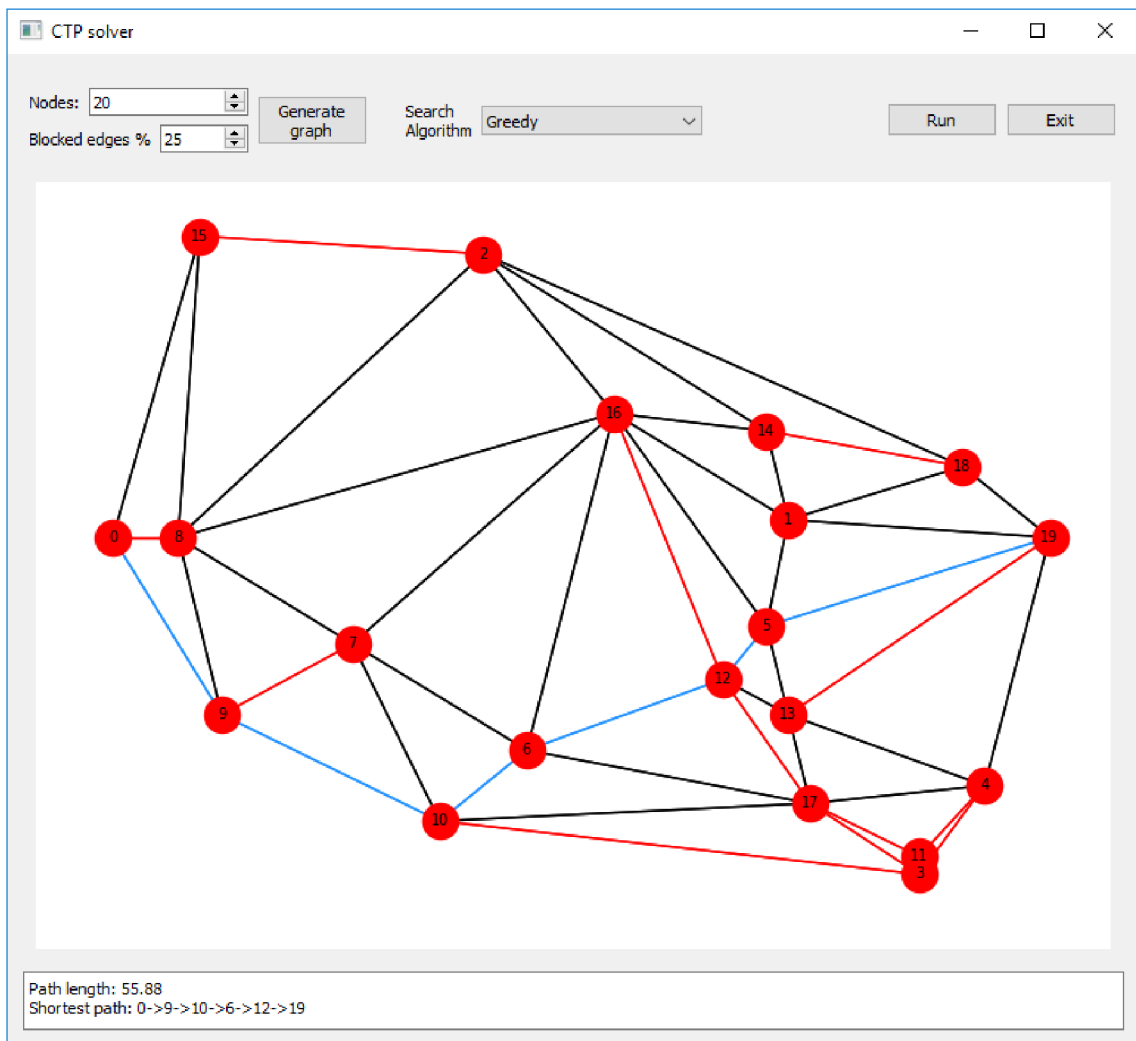 CTP solver
Nodes: 20
Blocked edges % 25
Generate
graph
Search
Algorithm
Greedy
Run
Exit
15
2
16
14
18
1
0
8
19
5
7
12
9
13
6
4
17
10
11
3
Path length: 55.88
Shortest path: 0->9->10->6->12->19